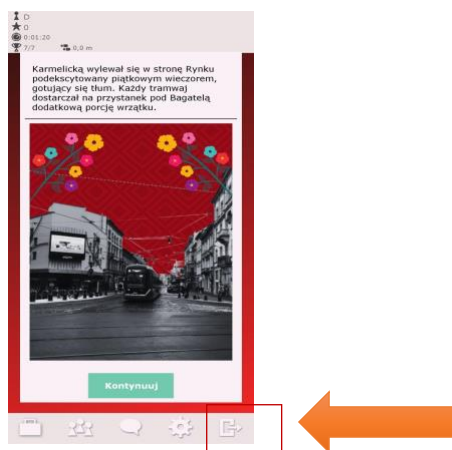 D
0
0:01:20
7/7 0,0 m
Karmelicką wylewał się w stronę Rynku
podekscytowany piątkowym wieczorem,
gotujący się tłum. Każdy tramwaj
dostarczał na przystanek pod Bagatelą
dodatkową porcję wrzątku.
Kontynuuj